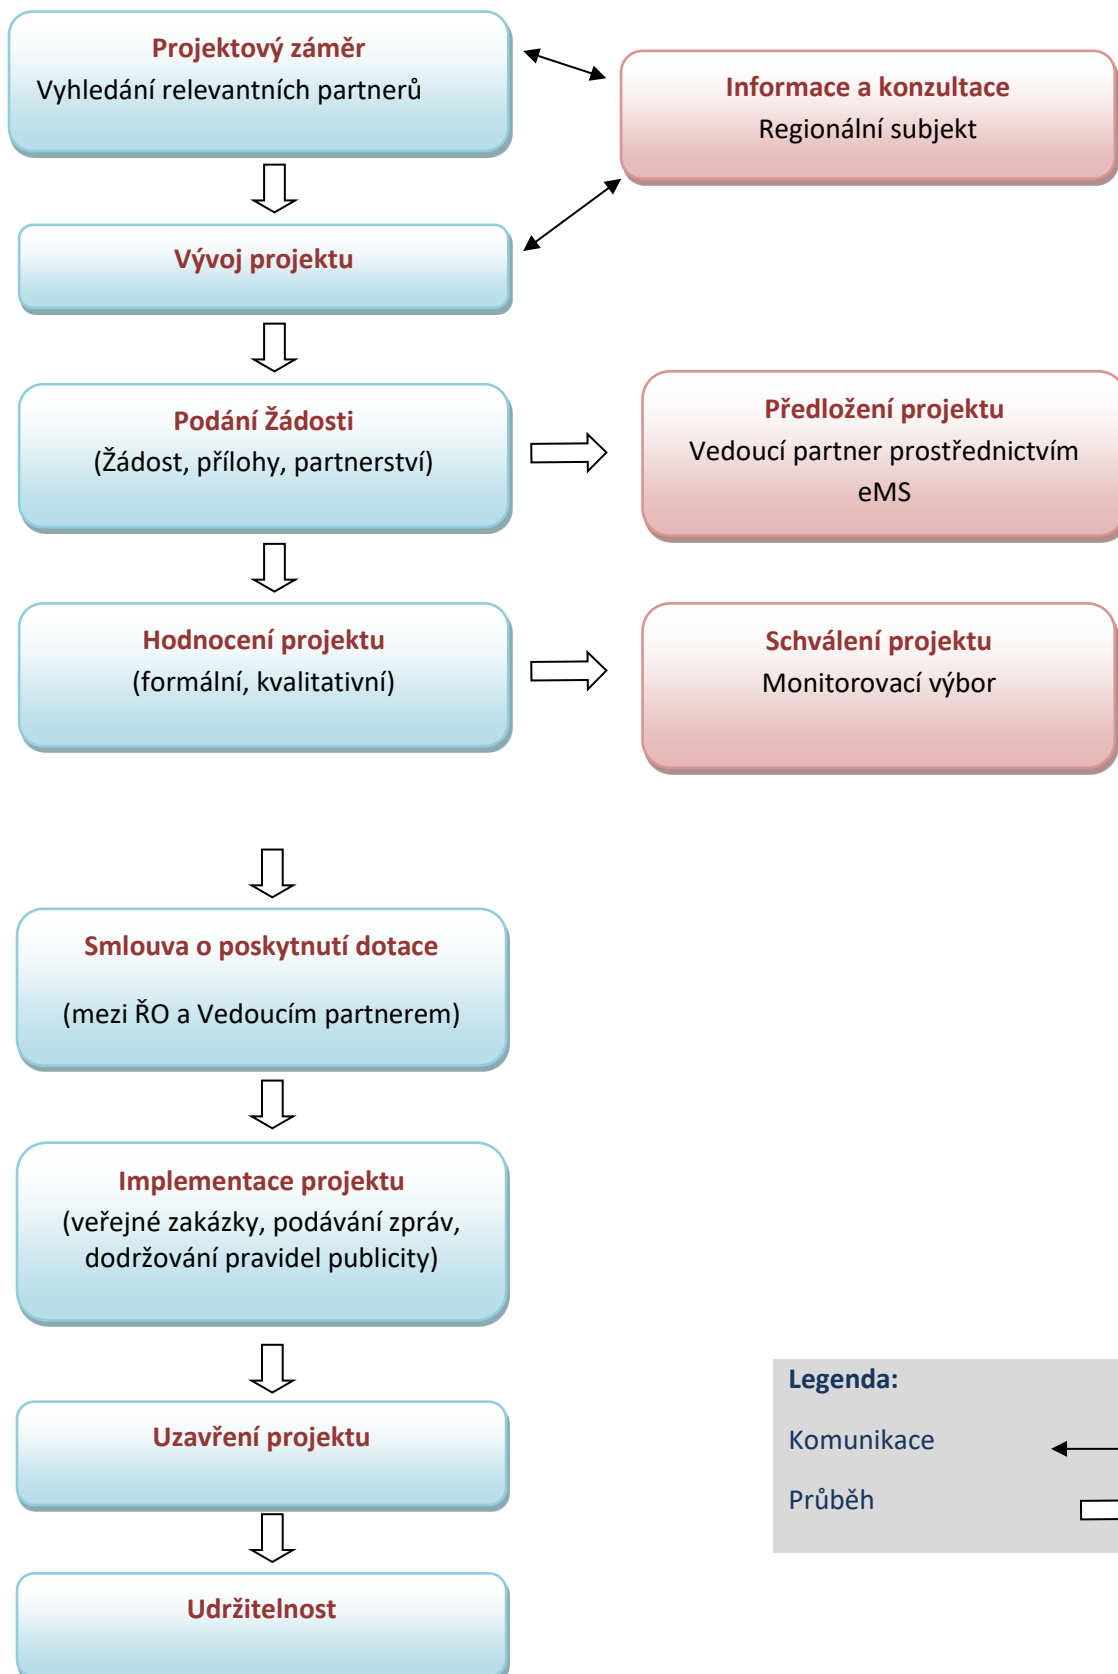 Projektový záměr
Vyhledání relevantních partnerů
Informace a konzultace
Regionální subjekt
Vývoj projektu
Podání Žádosti
(Žádost, přílohy, partnerství)
Předložení projektu
Vedoucí partner prostřednictvím
eMS
Hodnocení projektu
(formální, kvalitativní)
Schválení projektu
Monitorovací výbor
Smlouva o poskytnutí dotace
(mezi ŘO a Vedoucím partnerem)
Implementace projektu
(veřejné zakázky, podávání zpráv,
dodržování pravidel publicity)
Uzavření projektu
Udržitelnost
Legenda:
Komunikace
Průběh